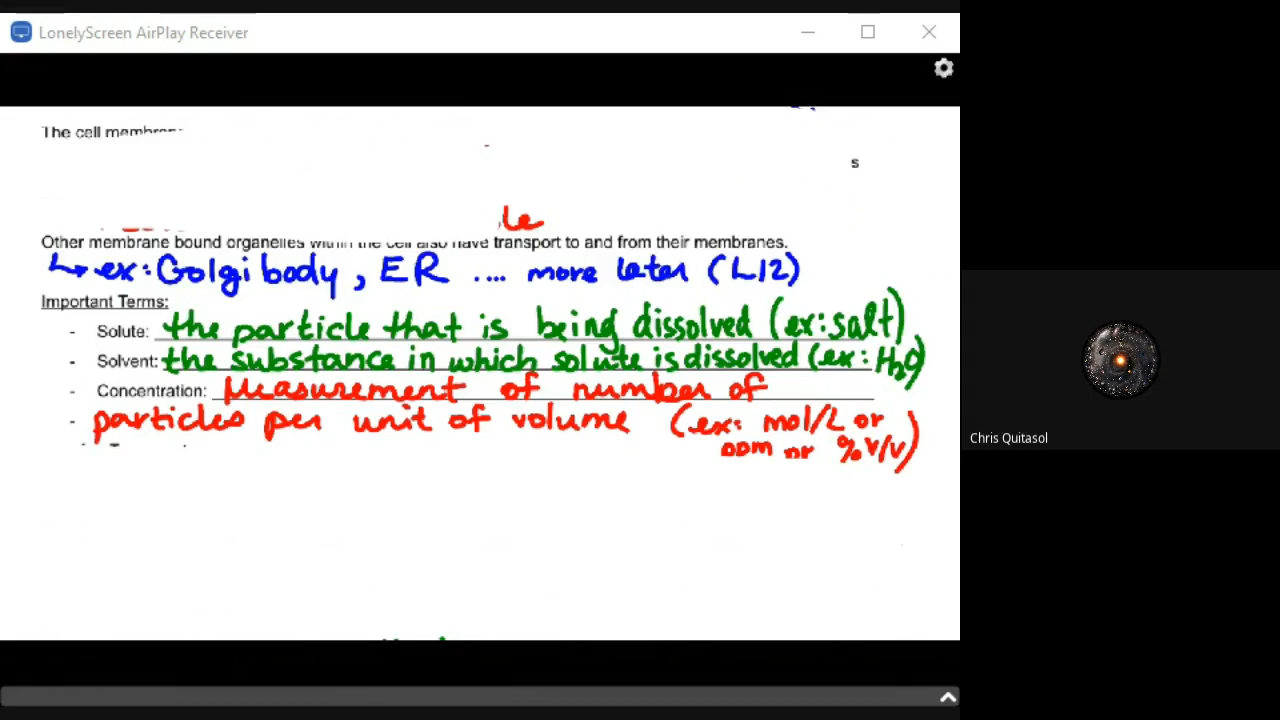 LonelyScreen AirPlay Receiver
The cell
s
le
Other membrane bound organelles within the cell also have transport to and from their membranes.
↳ ex: Golgi body, ER .... more later (L12)
Important Terms:
- Solute: the particle that is being dissolved (ex: salt)
- Solvent: the substance in which solute is dissolved (ex: H₂O)
- Concentration: Measurement of number of
- particles per unit of volume (ex: mol/L or
ppm or % V/V)
Chris Quitasol